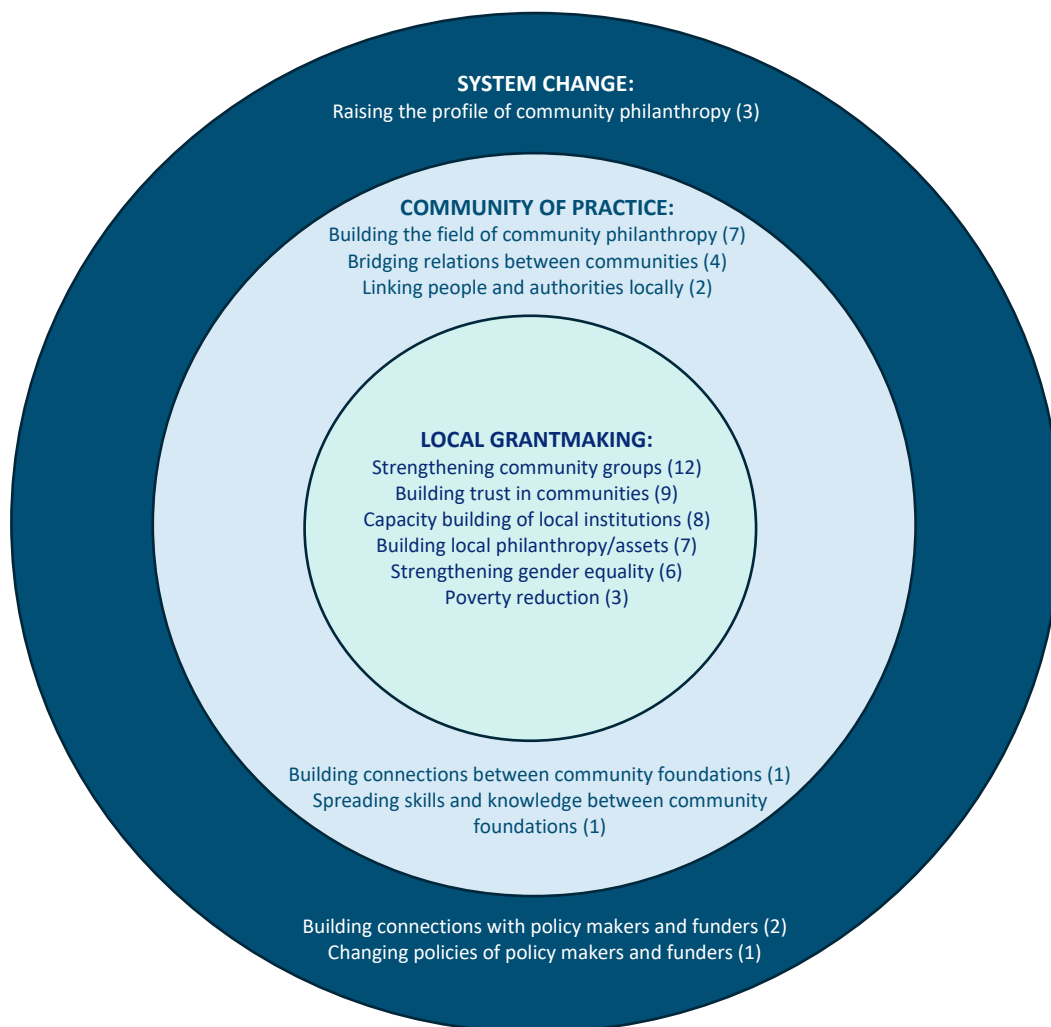 SYSTEM CHANGE:
Raising the profile of community philanthropy (3)
COMMUNITY OF PRACTICE:
Building the field of community philanthropy (7)
Bridging relations between communities (4)
Linking people and authorities locally (2)
LOCAL GRANTMAKING:
Strengthening community groups (12)
Building trust in communities (9)
Capacity building of local institutions (8)
Building local philanthropy/assets (7)
Strengthening gender equality (6)
Poverty reduction (3)
Building connections between community foundations (1)
Spreading skills and knowledge between community
foundations (1)
Building connections with policy makers and funders (2)
Changing policies of policy makers and funders (1)